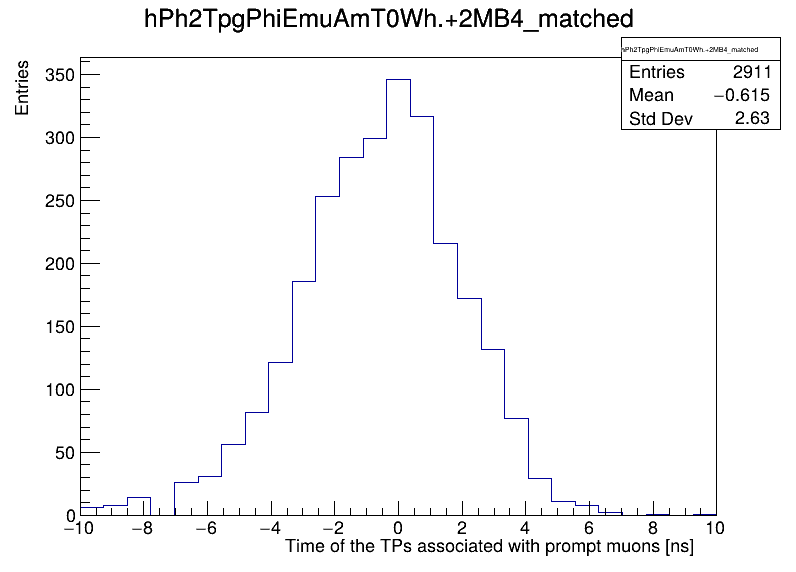 hPh2TpgPhiEmuAmT0Wh.+2MB4_matched
hPh2TpgPhiEmuAmT0Wh.+2MB4_matched
Entries 2911
Mean −0.615
Std Dev 2.63
Entries
350
300
250
200
150
100
50
0
−10 −8 −6 −4 −2 0 2 4 6 8 10
Time of the TPs associated with prompt muons [ns]